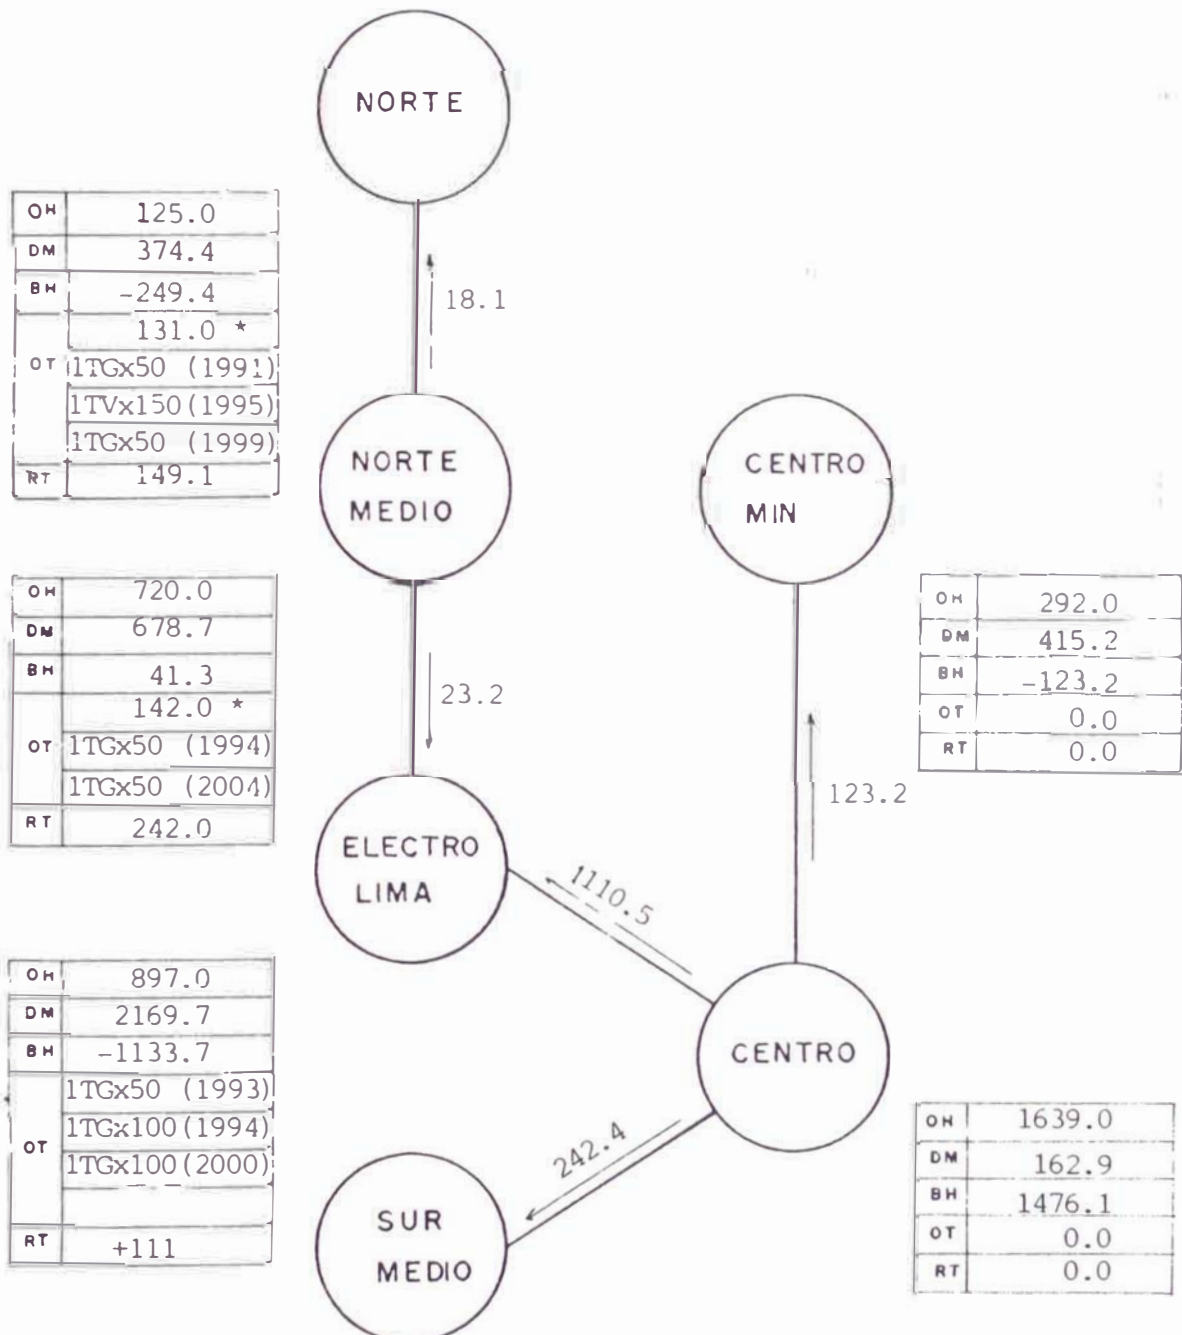 NORTE
OH 125.0
DM 374.4
BH -249.4
OT 131.0 *
1TGx50 (1991)
1TVx150 (1995)
1TGx50 (1999)
RT 149.1
18.1
NORTE
MEDIO
CENTRO
MIN
OH 720.0
DM 678.7
BH 41.3
OT 142.0 *
1TGx50 (1994)
1TGx50 (2004)
RT 242.0
23.2
OH 292.0
DM 415.2
BH -123.2
OT 0.0
RT 0.0
123.2
ELECTRO
LIMA
1110.5
OH 897.0
DM 2169.7
BH -1133.7
OT 1TGx50 (1993)
1TGx100 (1994)
1TGx100 (2000)
RT +111
CENTRO
242.4
SUR
MEDIO
OH 1639.0
DM 162.9
BH 1476.1
OT 0.0
RT 0.0